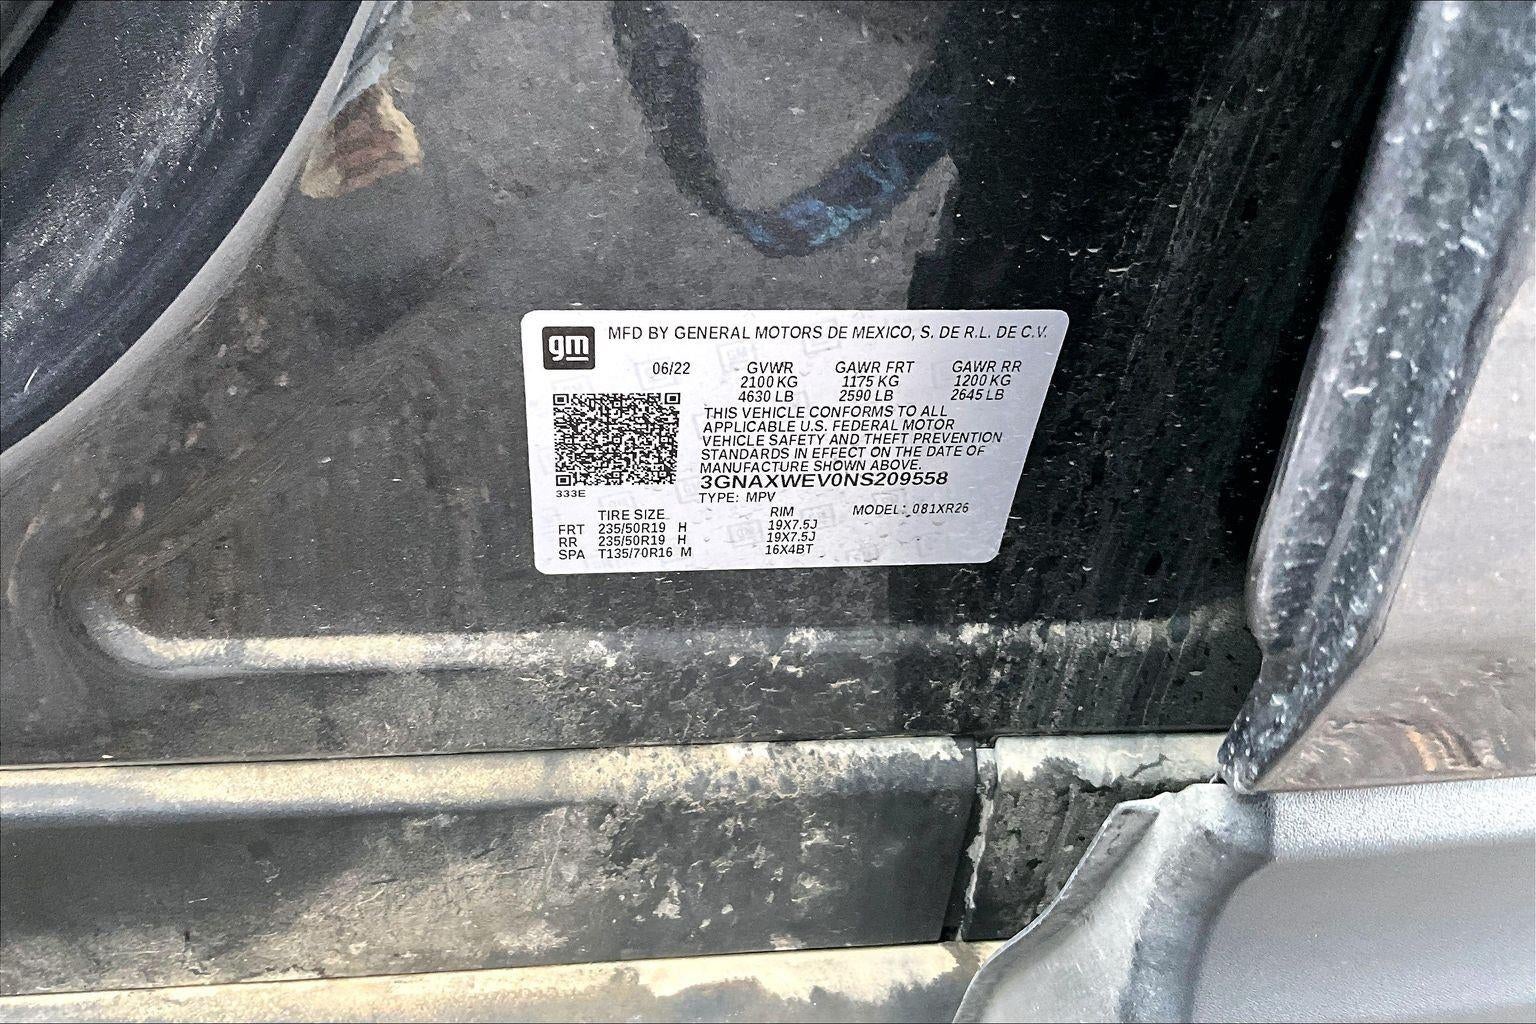 gm MFD BY GENERAL MOTORS DE MEXICO, S. DE R.L. DE C.V.
06/22 GVWR GAWR FRT GAWR RR
2100 KG 1175 KG 1200 KG
4630 LB 2590 LB 2645 LB
THIS VEHICLE CONFORMS TO ALL
APPLICABLE U.S. FEDERAL MOTOR
VEHICLE SAFETY AND THEFT PREVENTION
STANDARDS IN EFFECT ON THE DATE OF
MANUFACTURE SHOWN ABOVE.
3GNAXWEV0NS209558
333E
TYPE: MPV
TIRE SIZE RIM MODEL: 081XR26
FRT 235/50R19 H 19X7.5J
RR 235/50R19 H 19X7.5J
SPA T135/70R16 M 16X4BT